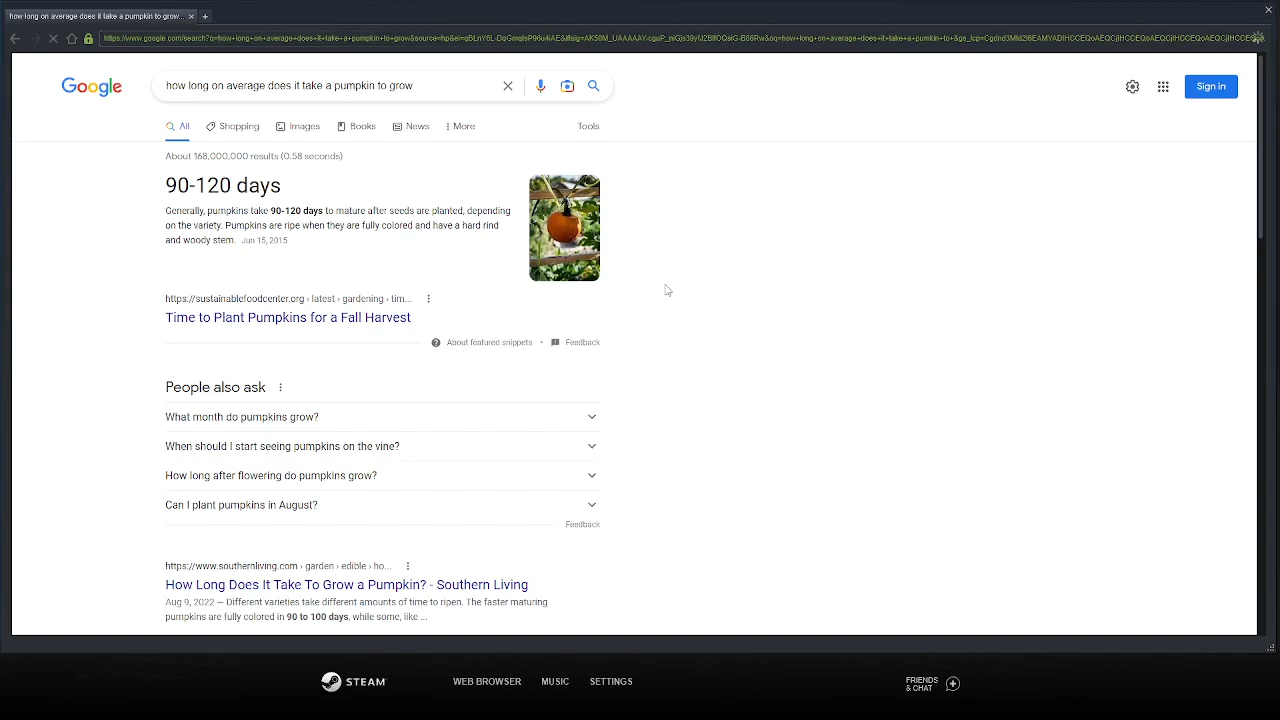 how long on average does it take a pumpkin to grow...
Google
how long on average does it take a pumpkin to grow
Sign in
All
Shopping
Images
Books
News
More
Tools
About 168,000,000 results (0.58 seconds)
90-120 days
Generally, pumpkins take 90-120 days to mature after seeds are planted, depending
on the variety. Pumpkins are ripe when they are fully colored and have a hard rind
and woody stem. Jun 15, 2015
https://sustainablefoodcenter.org › latest › gardening › tim...
Time to Plant Pumpkins for a Fall Harvest
About featured snippets • Feedback
People also ask
What month do pumpkins grow?
When should I start seeing pumpkins on the vine?
How long after flowering do pumpkins grow?
Can I plant pumpkins in August?
Feedback
https://www.southernliving.com › garden › edible › ho...
How Long Does It Take To Grow a Pumpkin? - Southern Living
Aug 9, 2022 — Different varieties take different amounts of time to ripen. The faster maturing
pumpkins are fully colored in 90 to 100 days, while some, like ...
STEAM
WEB BROWSER
MUSIC
SETTINGS
FRIENDS
& CHAT